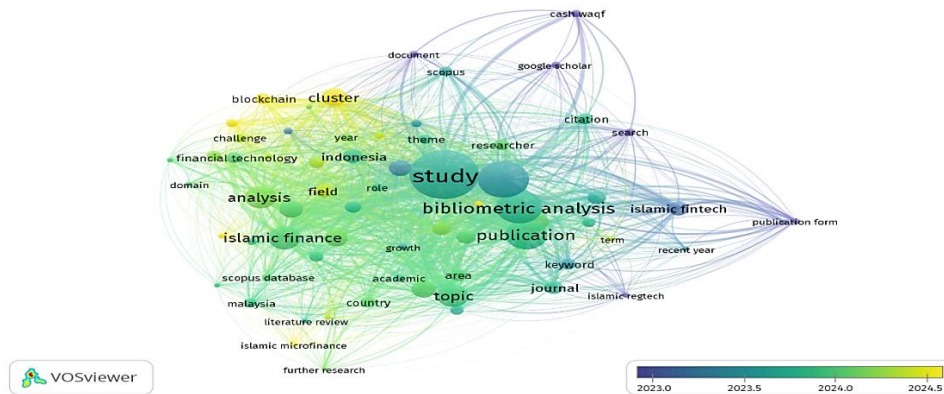 cash waqf
document
google scholar
scopus
blockchain
cluster
citation
search
challenge
year
theme
researcher
financial technology
indonesia
domain
study
role
analysis
field
bibliometric analysis
islamic fintech
publication form
islamic finance
publication
term
growth
recent year
keyword
scopus database
academic
area
journal
islamic regtech
malaysia
country
topic
literature review
islamic microfinance
further research
VOSviewer
2023.0 2023.5 2024.0 2024.5